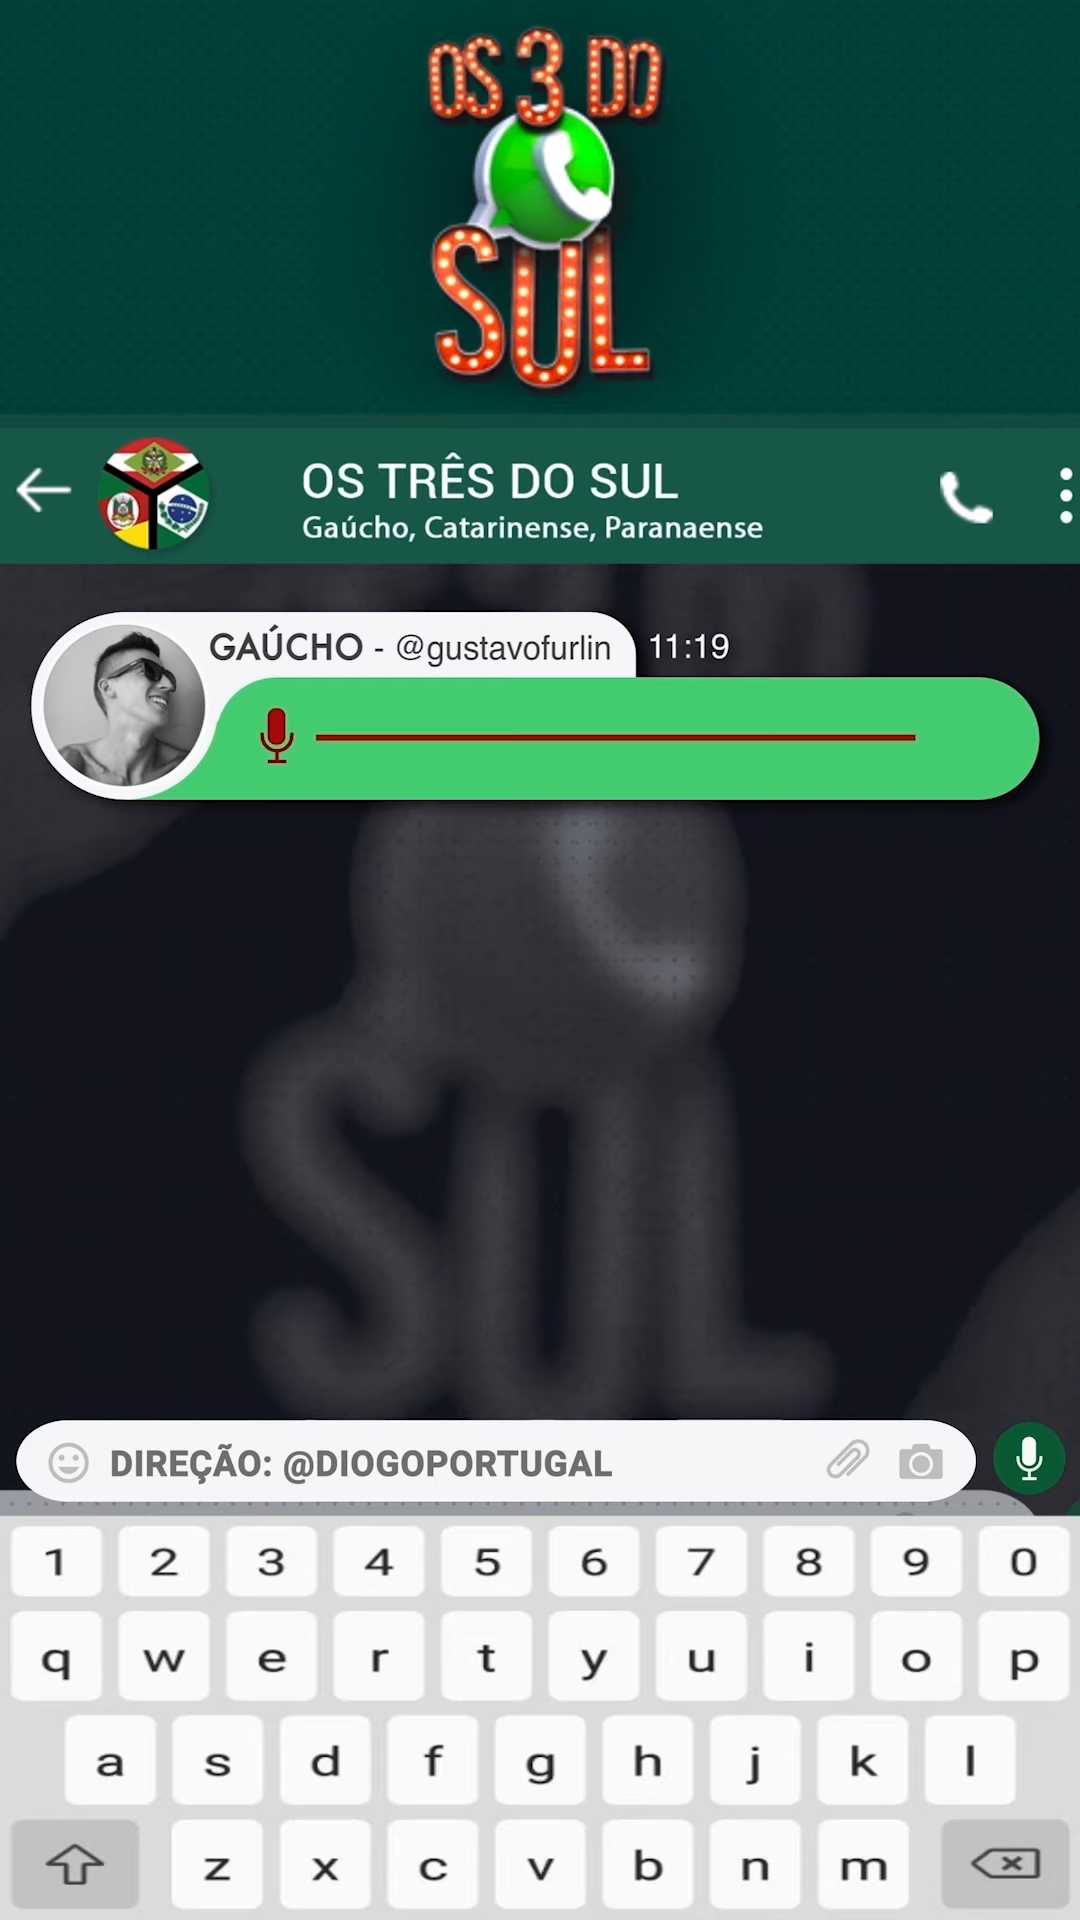 OS 3 DO
SUL
OS TRÊS DO SUL
Gaúcho, Catarinense, Paranaense
GAÚCHO - @gustavofurlin 11:19
DIREÇÃO: @DIOGOPORTUGAL
1 2 3 4 5 6 7 8 9 0
q w e r t y u i o p
a s d f g h j k l
z x c v b n m